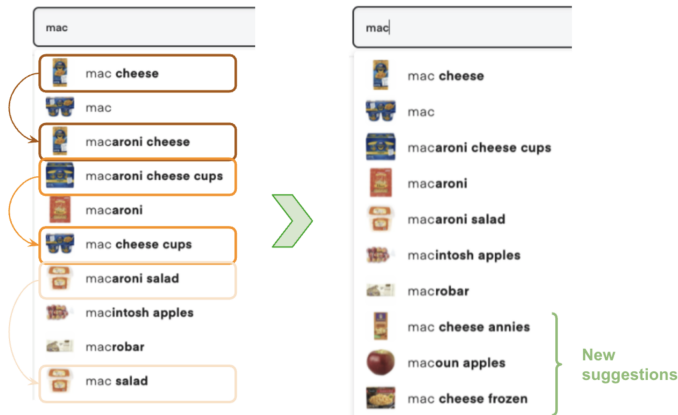 mac
mac cheese
mac
macaroni cheese
macaroni cheese cups
macaroni
mac cheese cups
macaroni salad
macintosh apples
macrobar
mac salad
mac
mac cheese
mac
macaroni cheese cups
macaroni
macaroni salad
macintosh apples
macrobar
mac cheese annies
macoun apples
mac cheese frozen
New
suggestions